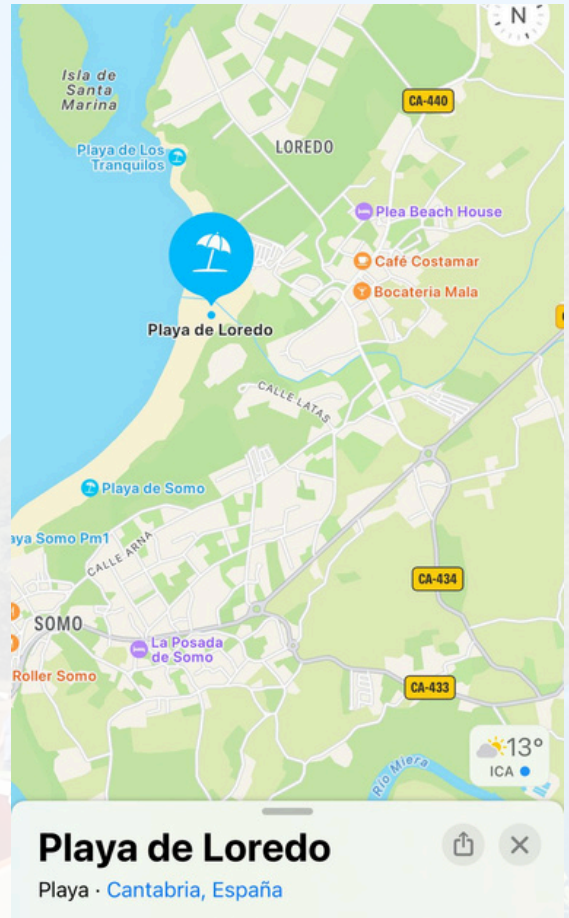 N
Isla de
Santa
Marina
CA-440
LOREDO
Playa de Los
Tranquilos
Plea Beach House
Café Costamar
Bocateria Mala
Playa de Loredo
CALLE LATAS
Playa de Somo
aya Somo Pm1
CALLE ARNA
CA-434
SOMO
La Posada
de Somo
Roller Somo
CA-433
13°
ICA
Río Miera
Playa de Loredo
Playa · Cantabria, España